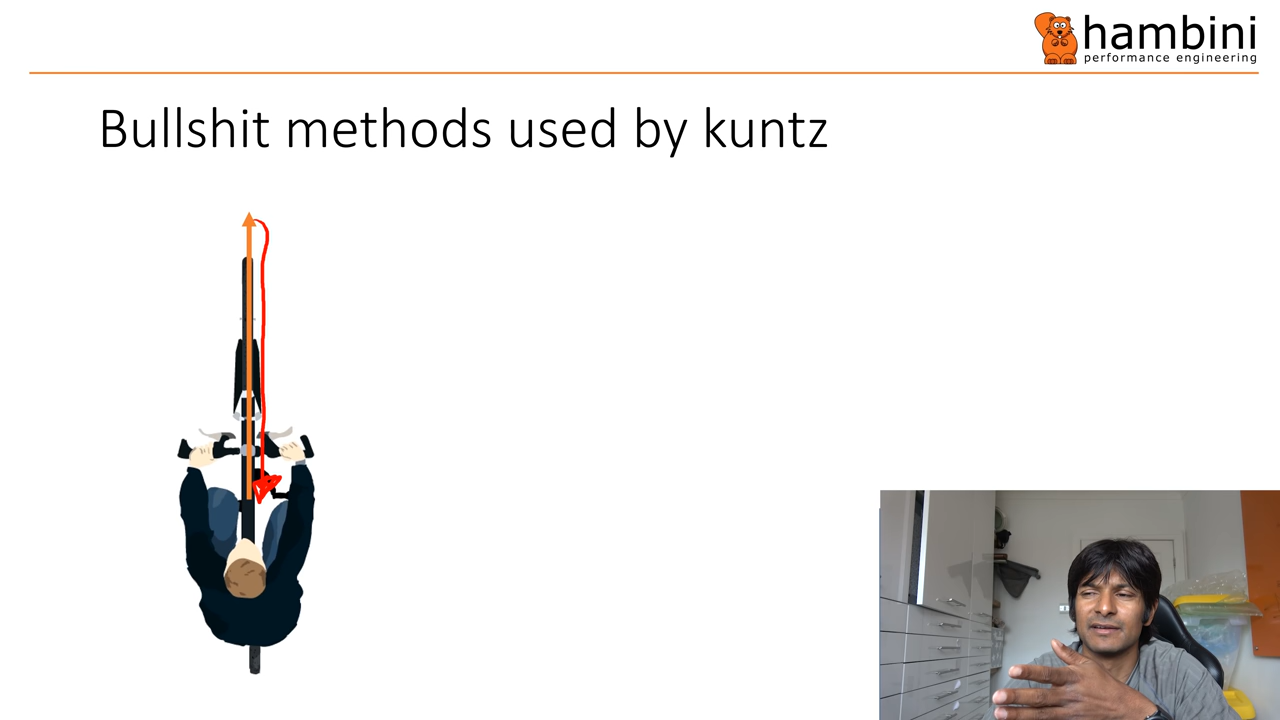 hambini
performance engineering
Bullshit methods used by kuntz